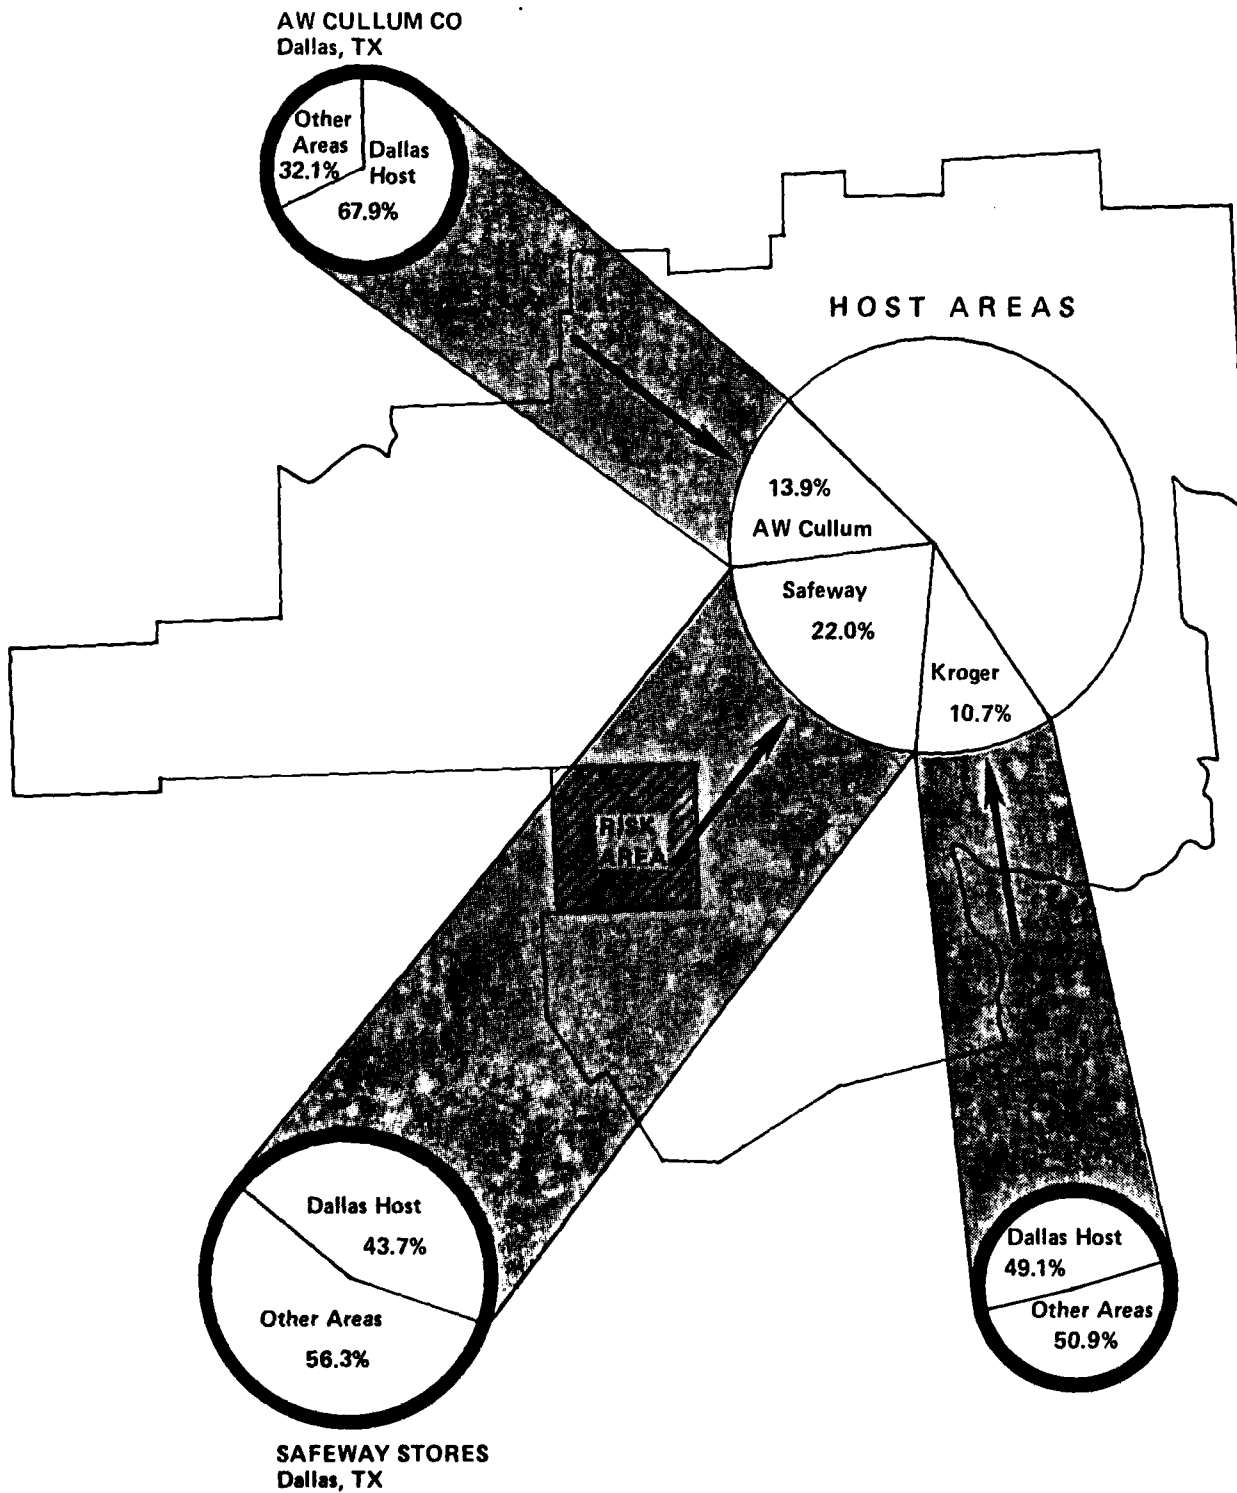 AW CULLUM CO
Dallas, TX
Other
Areas
32.1%
Dallas
Host
67.9%
HOST AREAS
13.9%
AW Cullum
Safeway
22.0%
Kroger
10.7%
RISK
AREA
Dallas Host
43.7%
Other Areas
56.3%
Dallas Host
49.1%
Other Areas
50.9%
SAFEWAY STORES
Dallas, TX